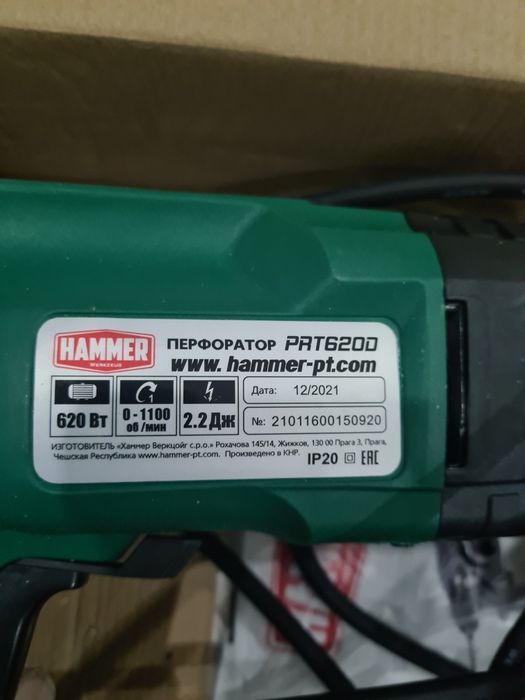 HAMMER
WERKZEUG
ПЕРФОРАТОР PRT620D
www. hammer-pt.com
620 Вт
0-1100
об/мин
2.2 Дж
Дата: 12/2021
№: 21011600150920
ИЗГОТОВИТЕЛЬ «Хаммер Веркцойг с.р.о.» Рохачова 145/14, Жижков, 130 00 Прага 3, Прага,
Чешская Республика www.hammer-pt.com. Произведено в КНР.
IP20 EAC